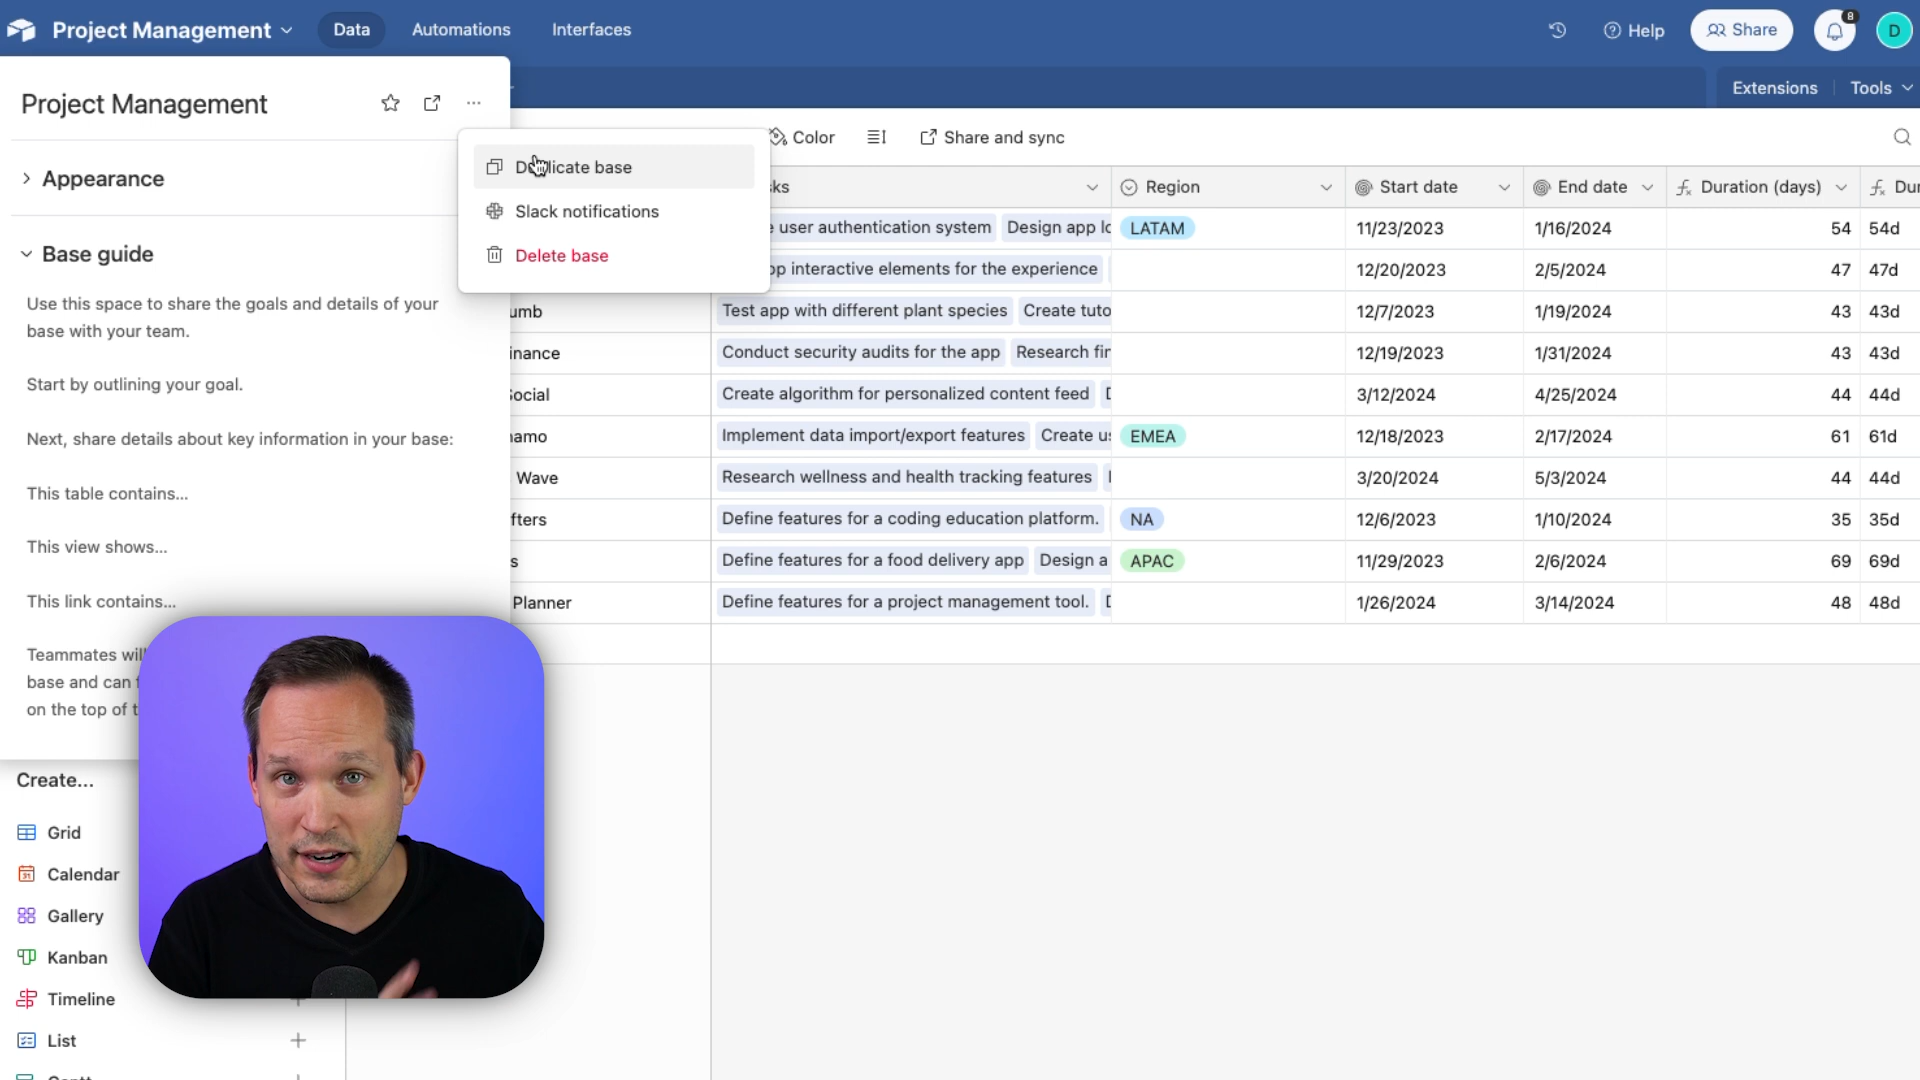 Project Management
Data
Automations
Interfaces
Help
Share
8
D
Extensions
Tools
Project Management
Color
Share and sync
Appearance
Duplicate base
Slack notifications
Delete base
Region
Start date
End date
Duration (days)
user authentication system
LATAM
11/23/2023
1/16/2024
54
54d
Base guide
interactive elements for the experience
12/20/2023
2/5/2024
47
47d
Use this space to share the goals and details of your
base with your team.
Test app with different plant species
12/7/2023
1/19/2024
43
43d
Conduct security audits for the app
12/19/2023
1/31/2024
43
43d
Start by outlining your goal.
Social
Create algorithm for personalized content feed
3/12/2024
4/25/2024
44
44d
Next, share details about key information in your base:
Implement data import/export features
EMEA
12/18/2023
2/17/2024
61
61d
This table contains...
Wave
Research wellness and health tracking features
3/20/2024
5/3/2024
44
44d
Define features for a coding education platform.
NA
12/6/2023
1/10/2024
35
35d
This view shows...
Define features for a food delivery app
Design a
APAC
11/29/2023
2/6/2024
69
69d
This link contains...
Planner
Define features for a project management tool.
1/26/2024
3/14/2024
48
48d
Teammates will
base and can
on the top of
Create...
Grid
Calendar
Gallery
Kanban
Timeline
List